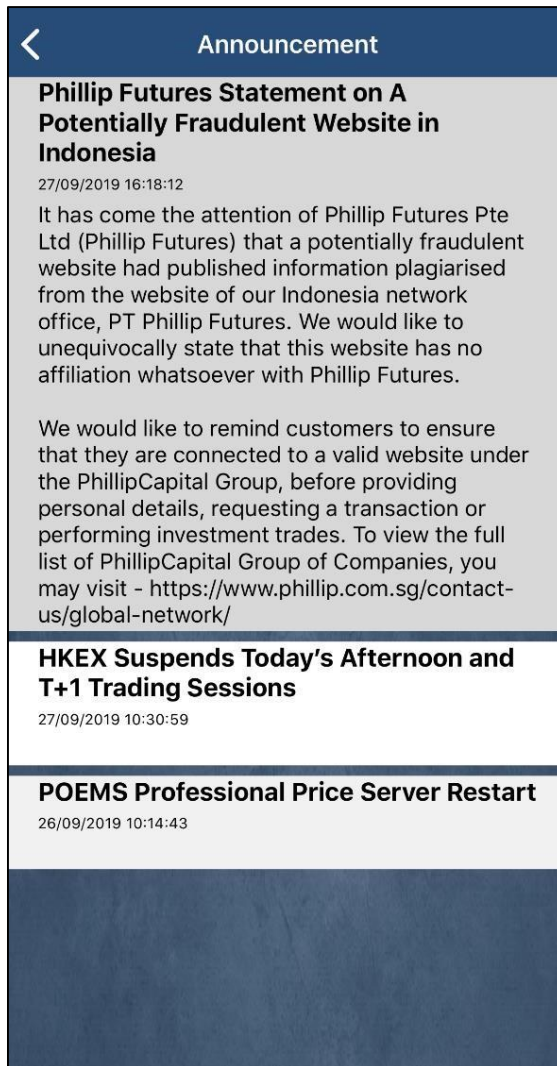 Announcement
Phillip Futures Statement on A
Potentially Fraudulent Website in
Indonesia
27/09/2019 16:18:12
It has come the attention of Phillip Futures Pte
Ltd (Phillip Futures) that a potentially fraudulent
website had published information plagiarised
from the website of our Indonesia network
office, PT Phillip Futures. We would like to
unequivocally state that this website has no
affiliation whatsoever with Phillip Futures.
We would like to remind customers to ensure
that they are connected to a valid website under
the PhillipCapital Group, before providing
personal details, requesting a transaction or
performing investment trades. To view the full
list of PhillipCapital Group of Companies, you
may visit - https://www.phillip.com.sg/contact-
us/global-network/
HKEX Suspends Today’s Afternoon and
T+1 Trading Sessions
27/09/2019 10:30:59
POEMS Professional Price Server Restart
26/09/2019 10:14:43